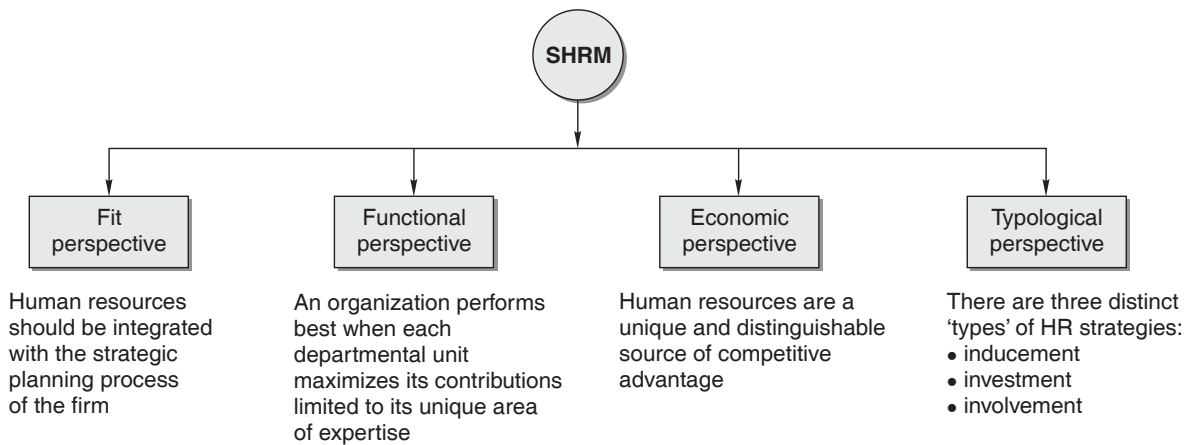 SHRM
Fit
perspective
Functional
perspective
Economic
perspective
Typological
perspective
Human resources
should be integrated
with the strategic
planning process
of the firm
An organization performs
best when each
departmental unit
maximizes its contributions
limited to its unique area
of expertise
Human resources are a
unique and distinguishable
source of competitive
advantage
There are three distinct
‘types’ of HR strategies:
• inducement
• investment
• involvement